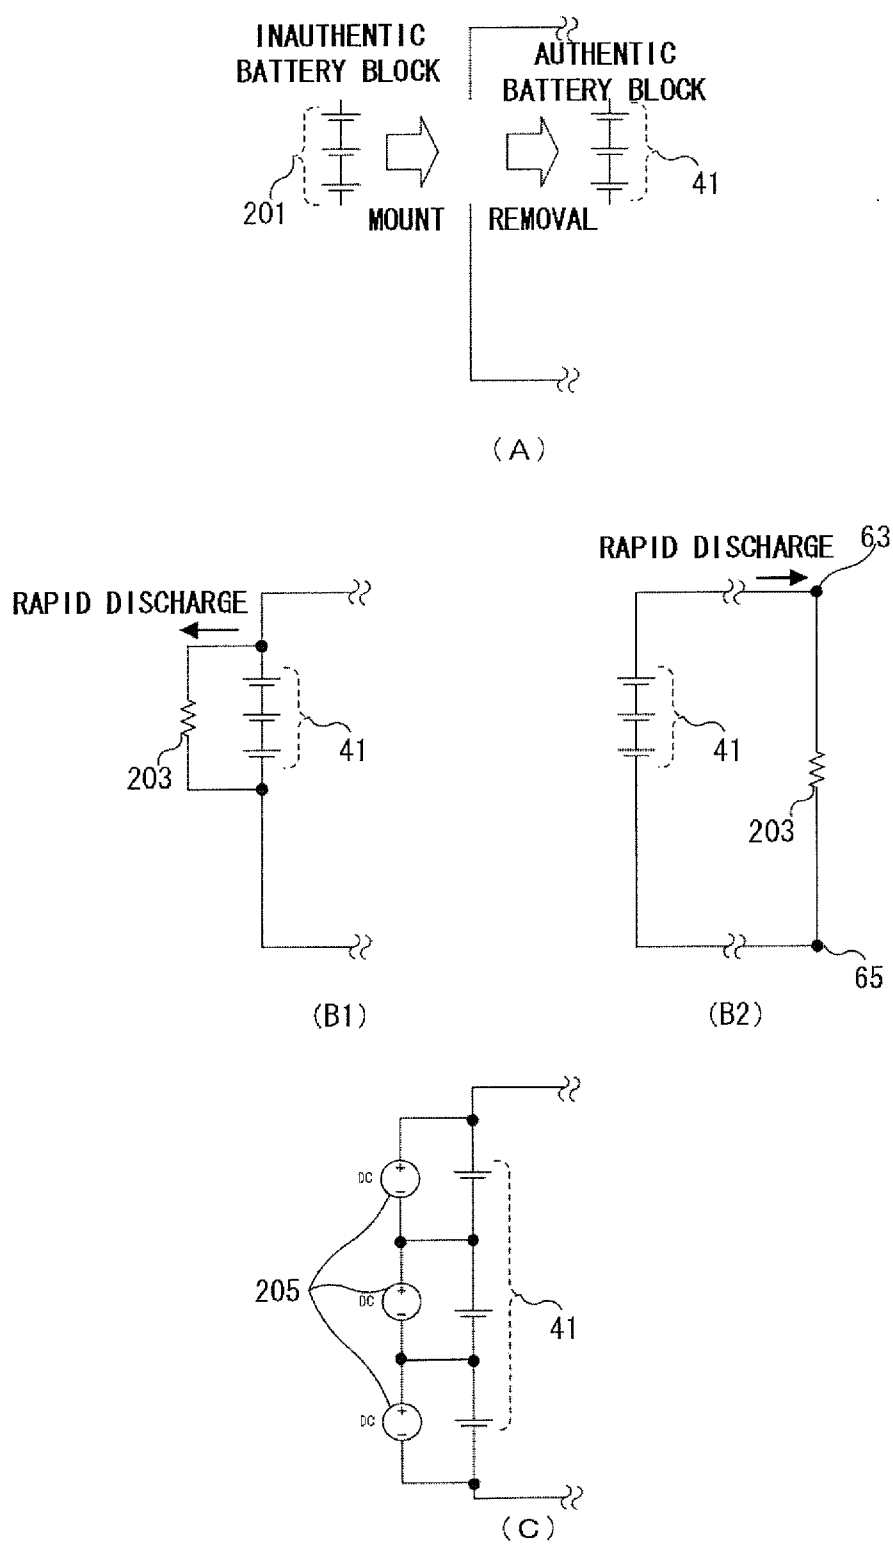 INAUTHENTIC
BATTERY BLOCK
AUTHENTIC
BATTERY BLOCK
201
41
MOUNT
REMOVAL
(A)
RAPID DISCHARGE
203
41
(B1)
RAPID DISCHARGE
63
41
203
65
(B2)
DC
205
DC
41
DC
(C)